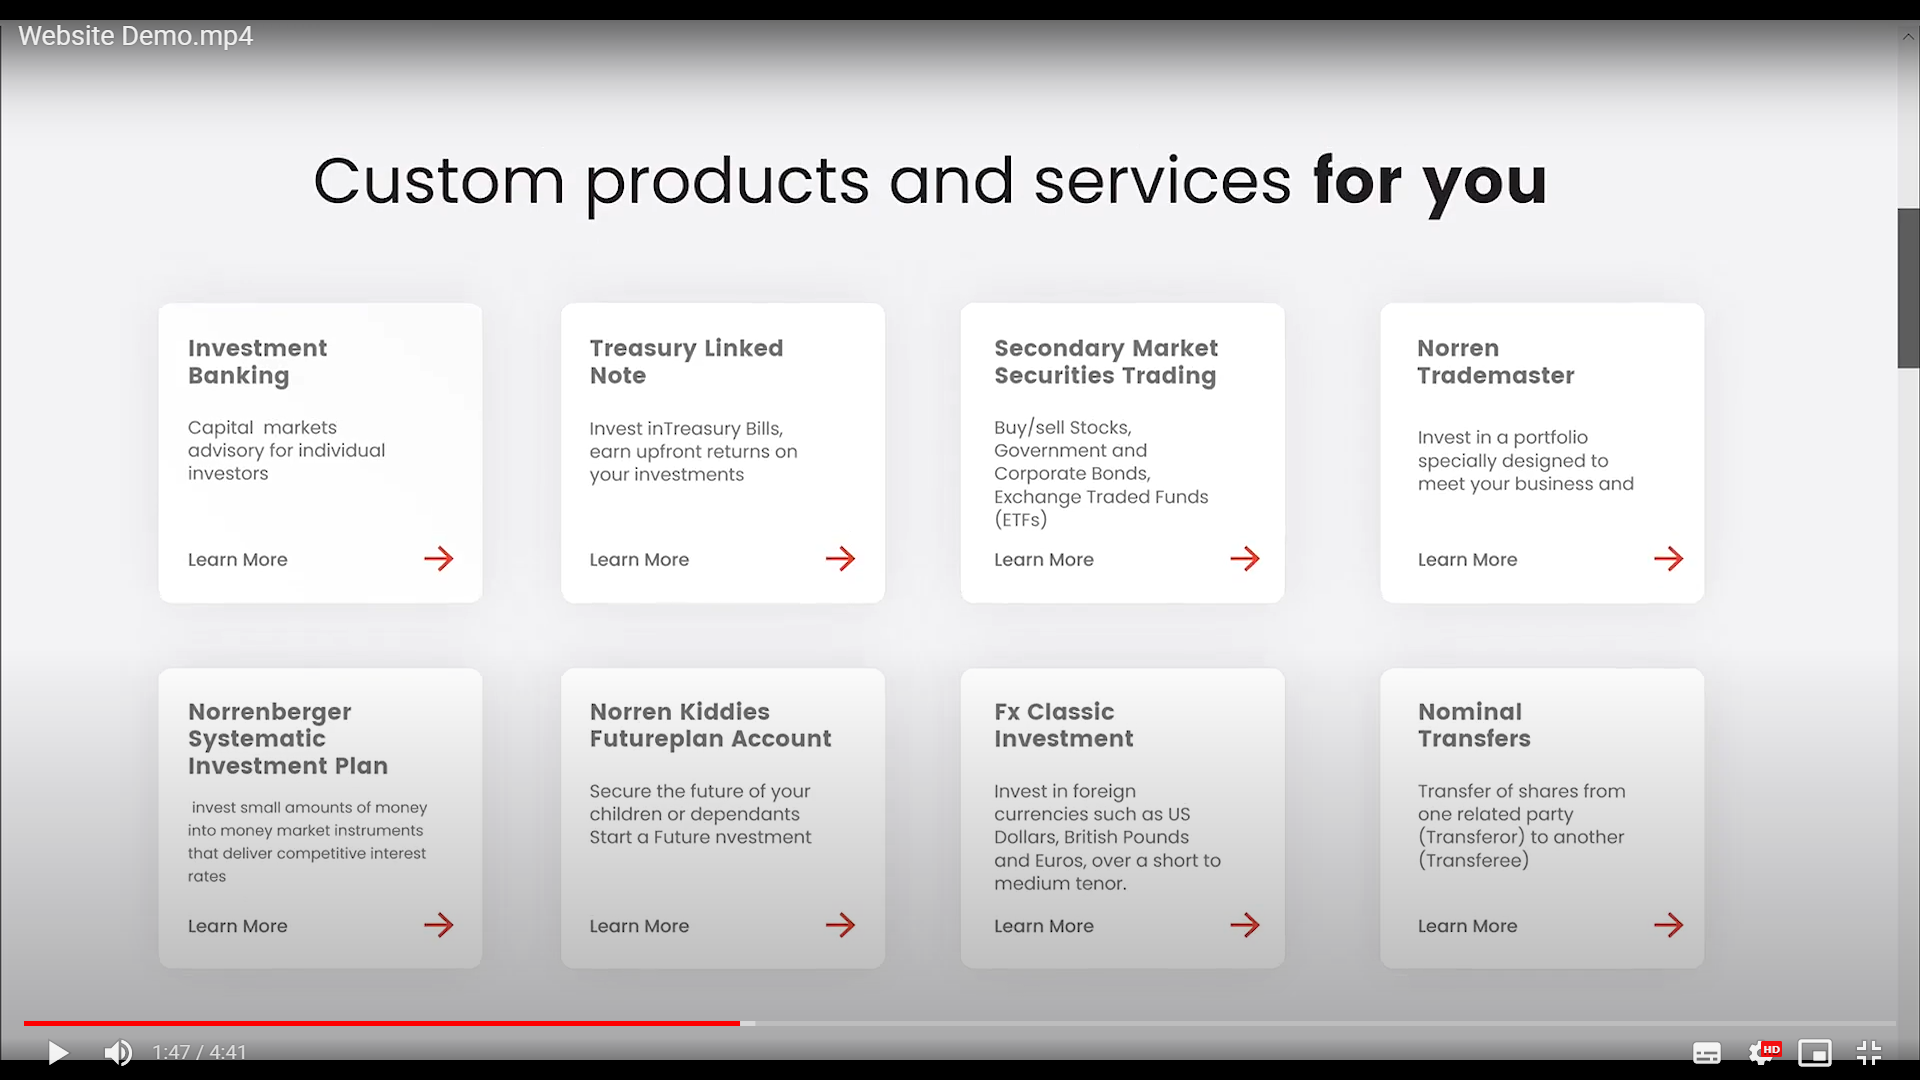 Website Demo.mp4
Custom products and services for you
Investment
Banking
Capital markets
advisory for individual
investors
Learn More
Treasury Linked
Note
Invest inTreasury Bills,
earn upfront returns on
your investments
Learn More
Secondary Market
Securities Trading
Buy/sell Stocks,
Government and
Corporate Bonds,
Exchange Traded Funds
(ETFs)
Learn More
Norren
Trademaster
Invest in a portfolio
specially designed to
meet your business and
Learn More
Norrenberger
Systematic
Investment Plan
invest small amounts of money
into money market instruments
that deliver competitive interest
rates
Learn More
Norren Kiddies
Futureplan Account
Secure the future of your
children or dependants
Start a Future nvestment
Learn More
Fx Classic
Investment
Invest in foreign
currencies such as US
Dollars, British Pounds
and Euros, over a short to
medium tenor.
Learn More
Nominal
Transfers
Transfer of shares from
one related party
(Transferor) to another
(Transferee)
Learn More
1:47 / 4:41
HD